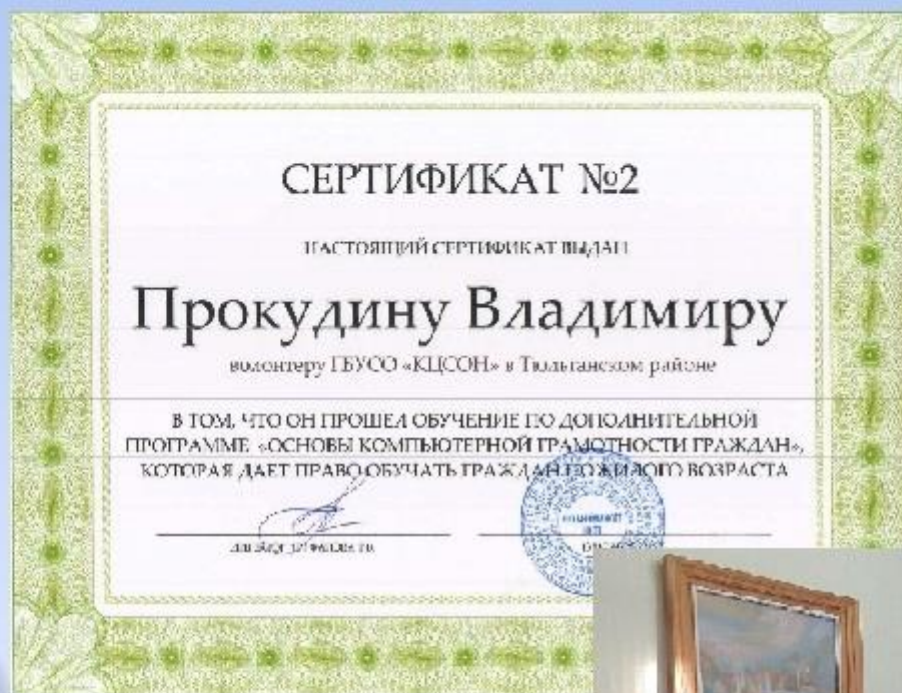 СЕРТИФИКАТ №2
НАСТОЯЩИЙ СЕРТИФИКАТ ВЫДАН
Прокудину Владимиру
волонтеру ГБУСО «КЦСОН» в Тюльганском районе
В ТОМ, ЧТО ОН ПРОШЕЛ ОБУЧЕНИЕ ПО ДОПОЛНИТЕЛЬНОЙ
ПРОГРАММЕ «ОСНОВЫ КОМПЬЮТЕРНОЙ ГРАМОТНОСТИ ГРАЖДАН»,
КОТОРАЯ ДАЕТ ПРАВО ОБУЧАТЬ ГРАЖДАН ПОЖИЛОГО ВОЗРАСТА